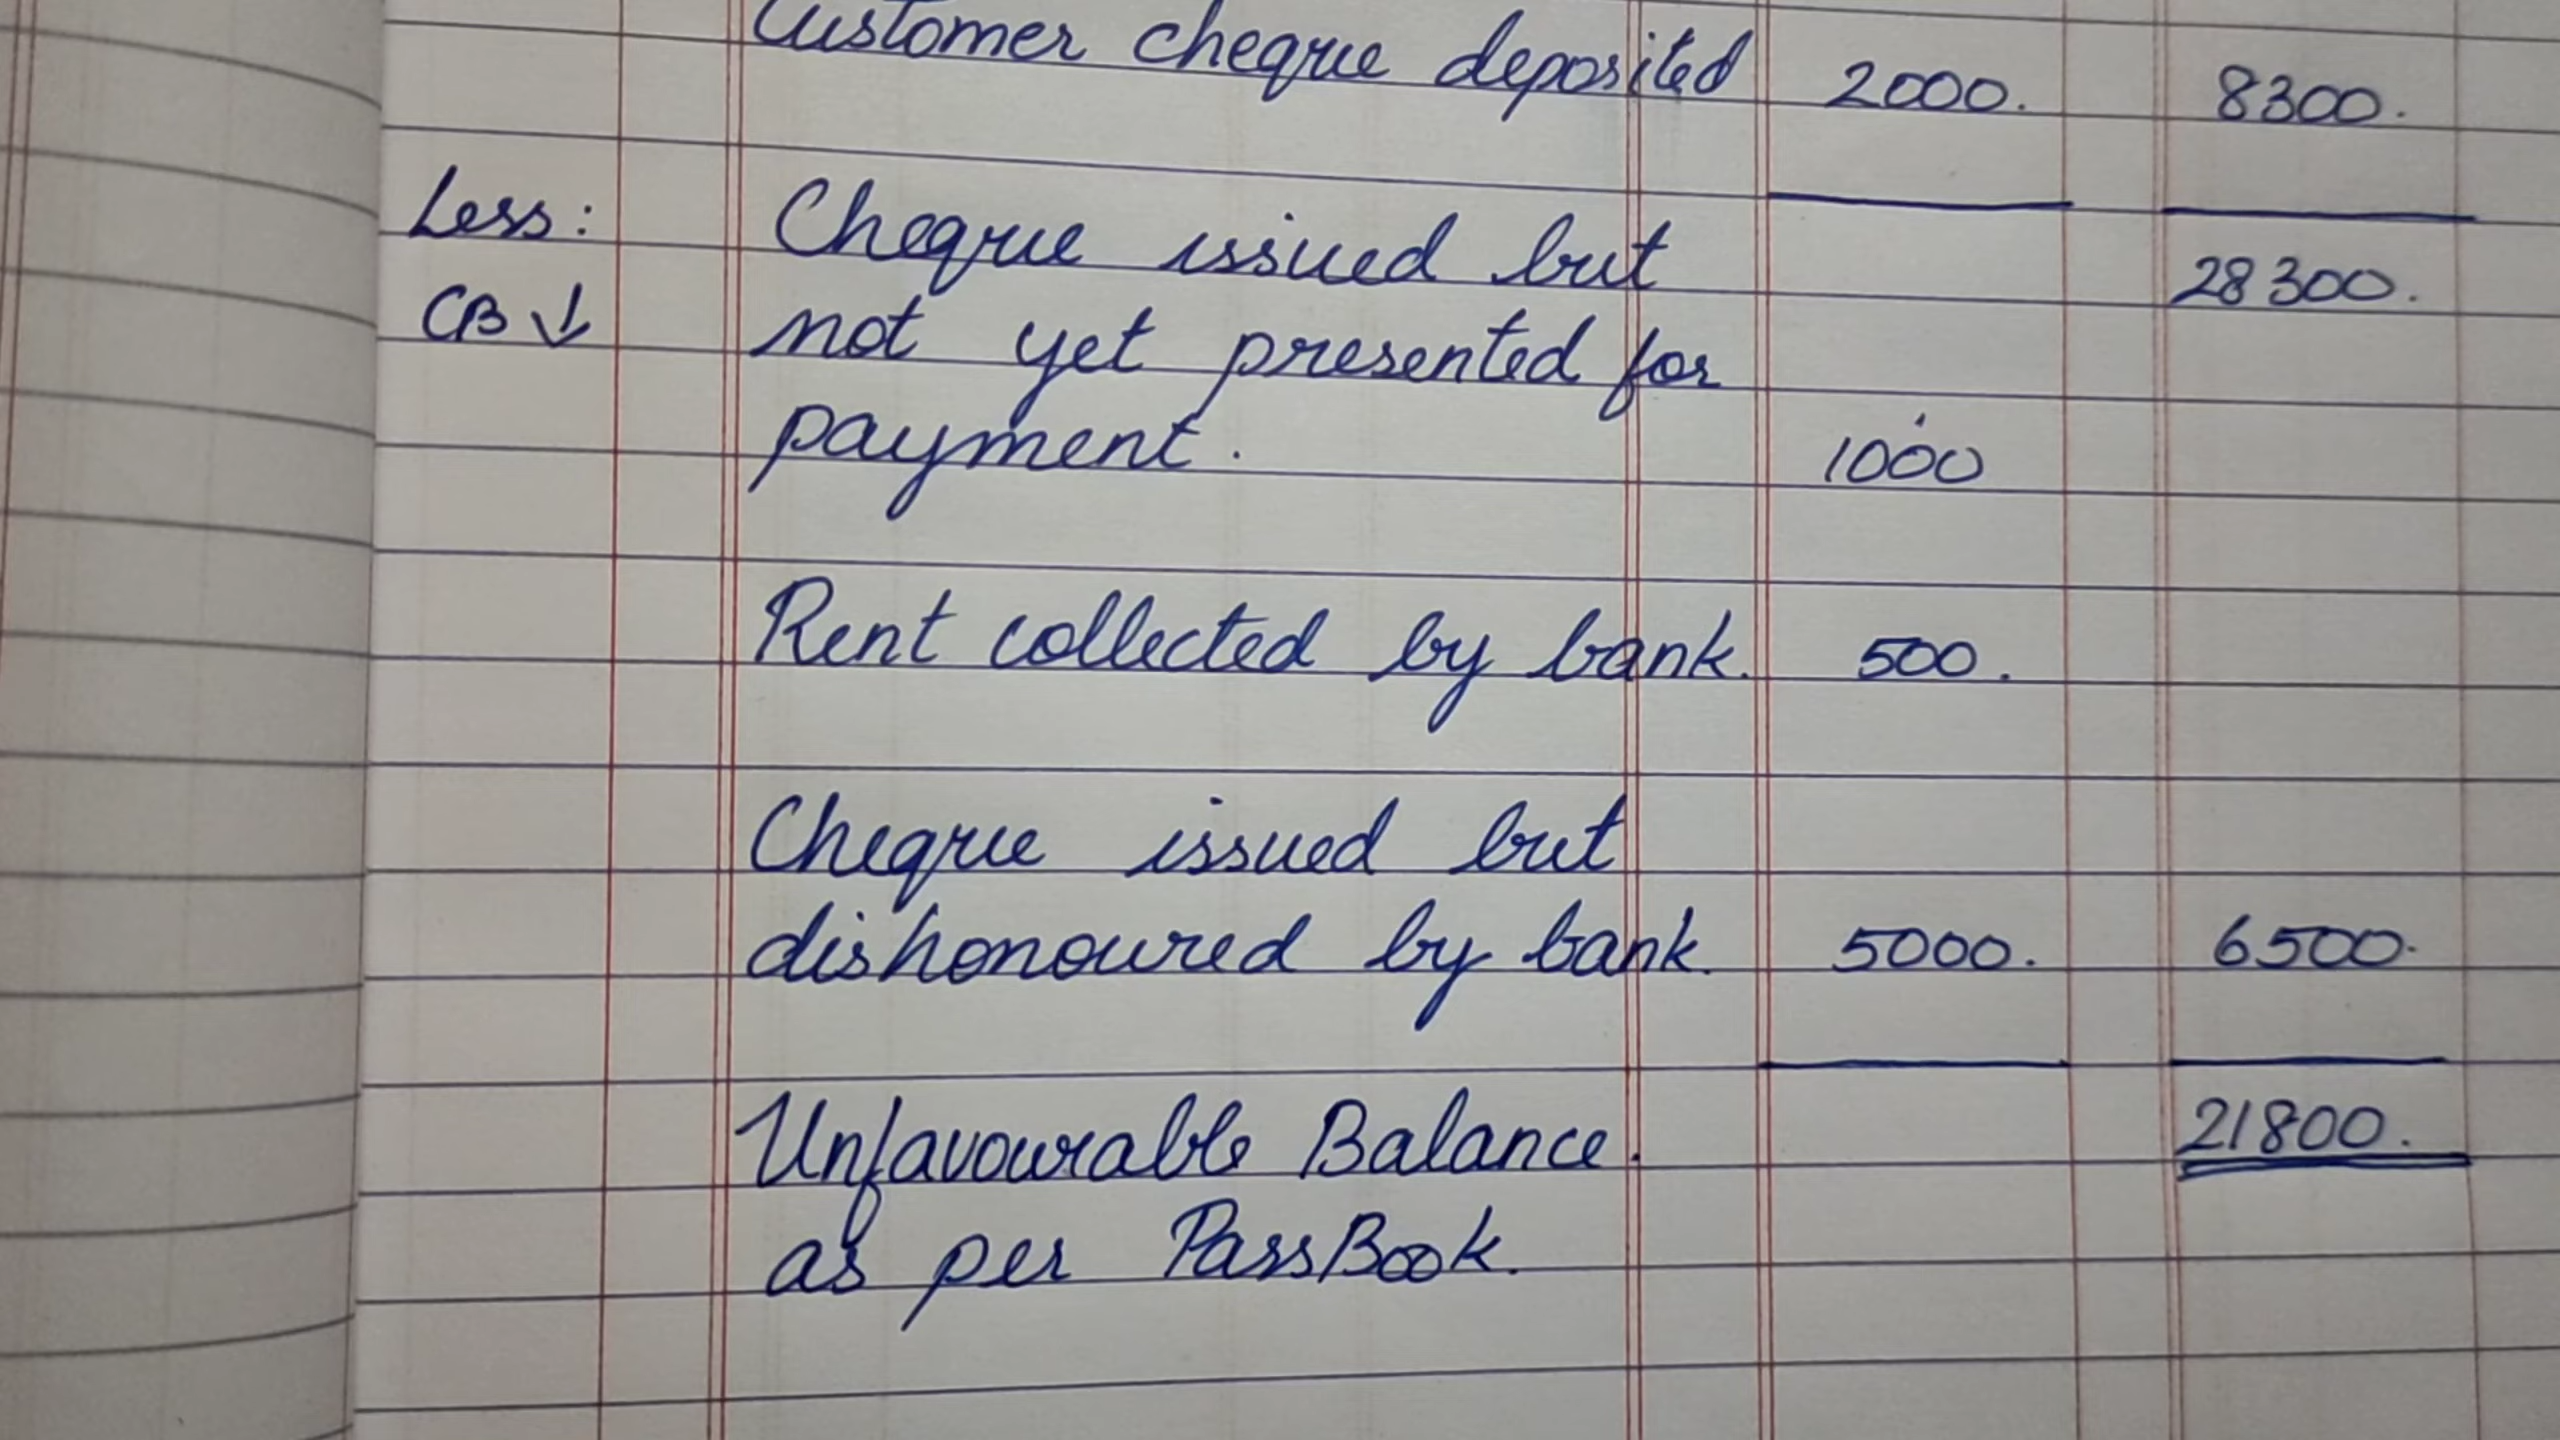 Customer cheque deposited 2000. 8300.
Less: Cheque issued but 28300.
CB ↓ not yet presented for
payment. 1000
Rent collected by bank. 500.
Cheque issued but
dishonoured by bank. 5000. 6500.
Unfavourable Balance. 21800.
as per PassBook.